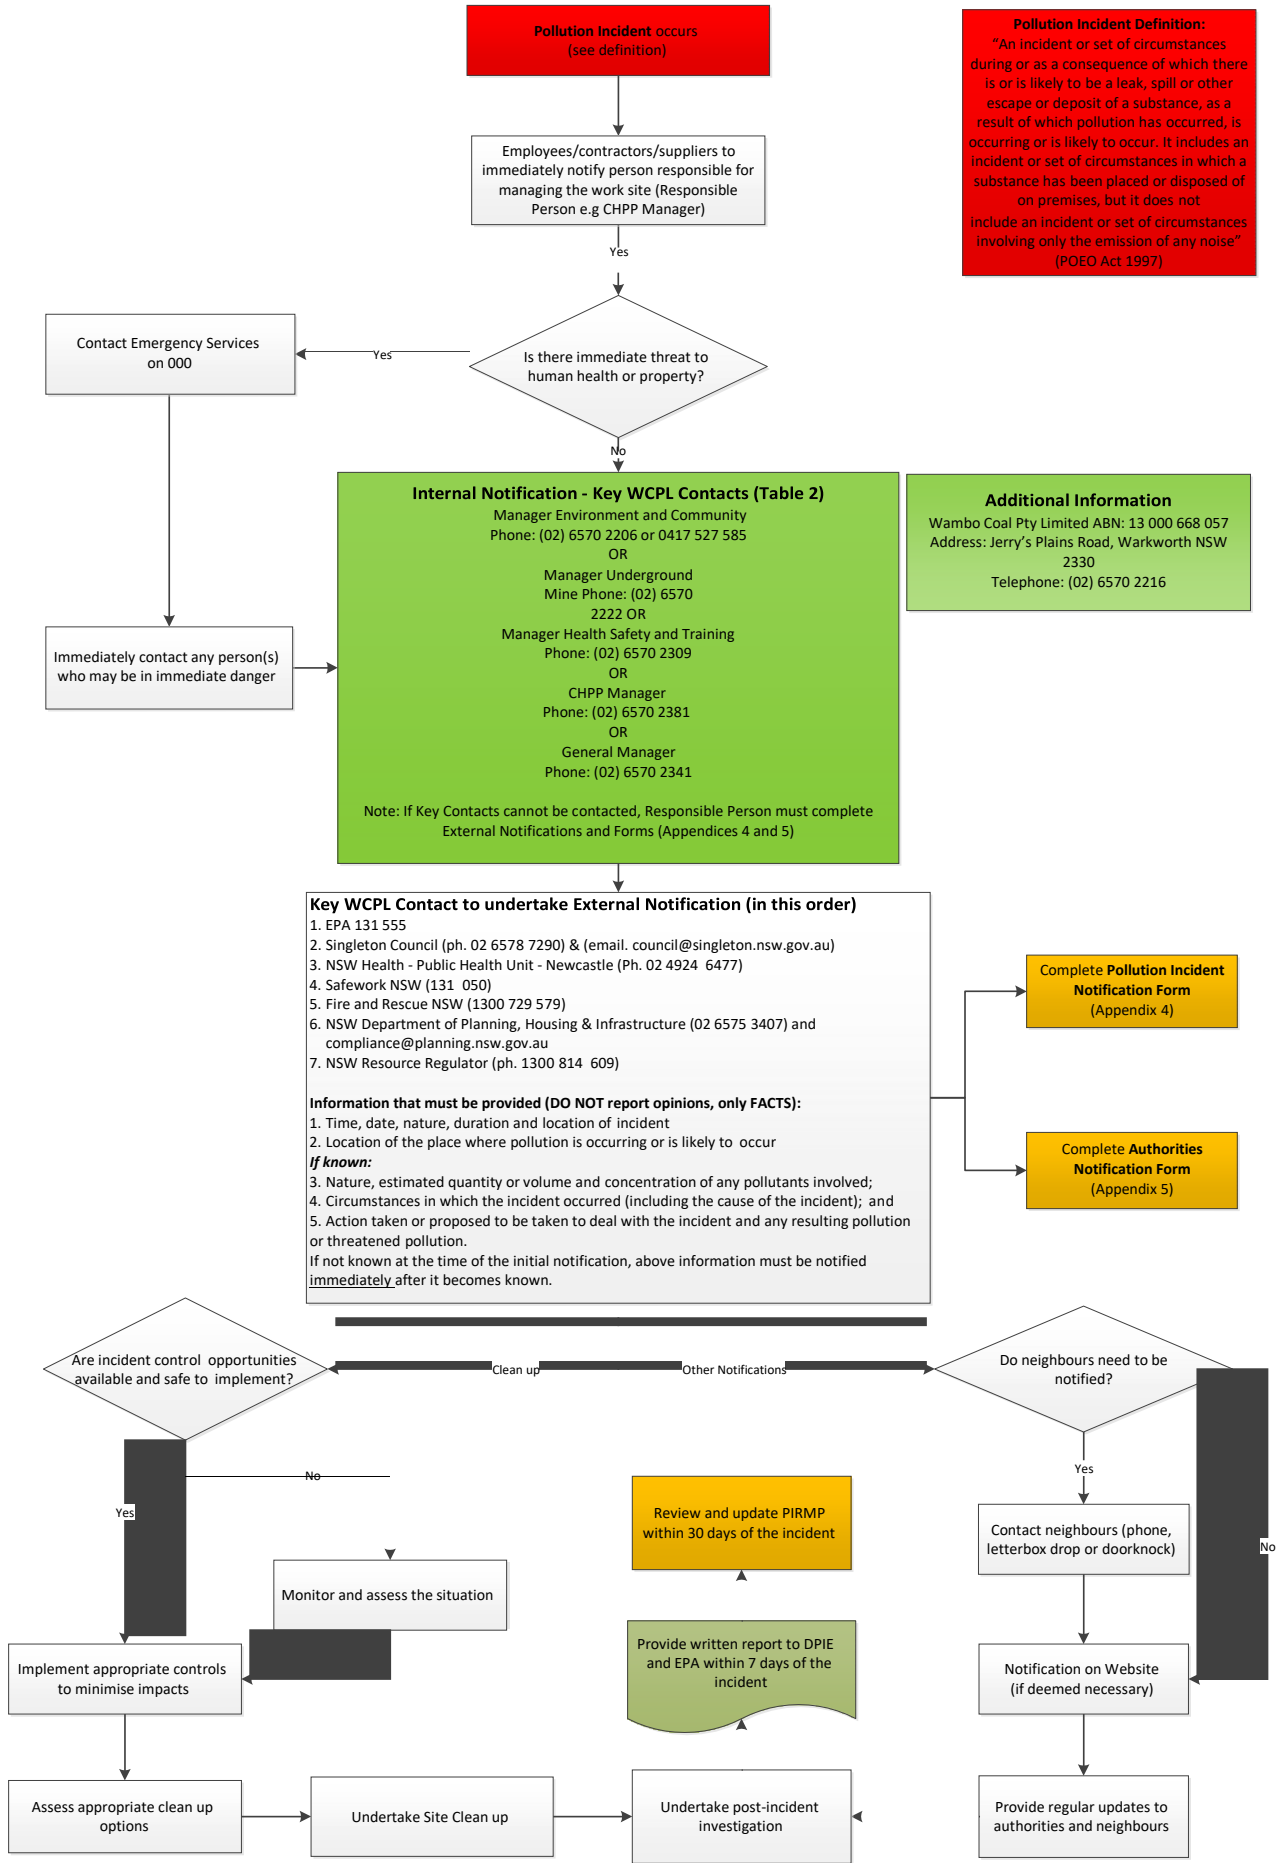 Pollution Incident occurs
(see definition)
Pollution Incident Definition:
"An incident or set of circumstances
during or as a consequence of which there
is or is likely to be a leak, spill or other
escape or deposit of a substance, as a
result of which pollution has occurred, is
occurring or is likely to occur. It includes an
incident or set of circumstances in which a
substance has been placed or disposed of
on premises, but it does not
include an incident or set of circumstances
involving only the emission of any noise"
(POEO Act 1997)
Employees/contractors/suppliers to
immediately notify person responsible for
managing the work site (Responsible
Person e.g CHPP Manager)
Yes
Is there immediate threat to
human health or property?
Yes
Contact Emergency Services
on 000
No
Immediately contact any person(s)
who may be in immediate danger
Internal Notification - Key WCPL Contacts (Table 2)
Manager Environment and Community
Phone: (02) 6570 2206 or 0417 527 585
OR
Manager Underground
Mine Phone: (02) 6570
2222 OR
Manager Health Safety and Training
Phone: (02) 6570 2309
OR
CHPP Manager
Phone: (02) 6570 2381
OR
General Manager
Phone: (02) 6570 2341
Note: If Key Contacts cannot be contacted, Responsible Person must complete
External Notifications and Forms (Appendices 4 and 5)
Additional Information
Wambo Coal Pty Limited ABN: 13 000 668 057
Address: Jerry's Plains Road, Warkworth NSW
2330
Telephone: (02) 6570 2216
Key WCPL Contact to undertake External Notification (in this order)
1. EPA 131 555
2. Singleton Council (ph. 02 6578 7290) & (email. council@singleton.nsw.gov.au)
3. NSW Health - Public Health Unit - Newcastle (Ph. 02 4924 6477)
4. Safework NSW (131 050)
5. Fire and Rescue NSW (1300 729 579)
6. NSW Department of Planning, Housing & Infrastructure (02 6575 3407) and
compliance@planning.nsw.gov.au
7. NSW Resource Regulator (ph. 1300 814 609)
Information that must be provided (DO NOT report opinions, only FACTS):
1. Time, date, nature, duration and location of incident
2. Location of the place where pollution is occurring or is likely to occur
If known:
3. Nature, estimated quantity or volume and concentration of any pollutants involved;
4. Circumstances in which the incident occurred (including the cause of the incident); and
5. Action taken or proposed to be taken to deal with the incident and any resulting pollution
or threatened pollution.
If not known at the time of the initial notification, above information must be notified
immediately after it becomes known.
Complete Pollution Incident
Notification Form
(Appendix 4)
Complete Authorities
Notification Form
(Appendix 5)
Are incident control opportunities
available and safe to implement?
Clean up
Other Notifications
Do neighbours need to be
notified?
No
Yes
Yes
No
Review and update PIRMP
within 30 days of the incident
Contact neighbours (phone,
letterbox drop or doorknock)
Monitor and assess the situation
Implement appropriate controls
to minimise impacts
Provide written report to DPIE
and EPA within 7 days of the
incident
Notification on Website
(if deemed necessary)
Assess appropriate clean up
options
Undertake Site Clean up
Undertake post-incident
investigation
Provide regular updates to
authorities and neighbours